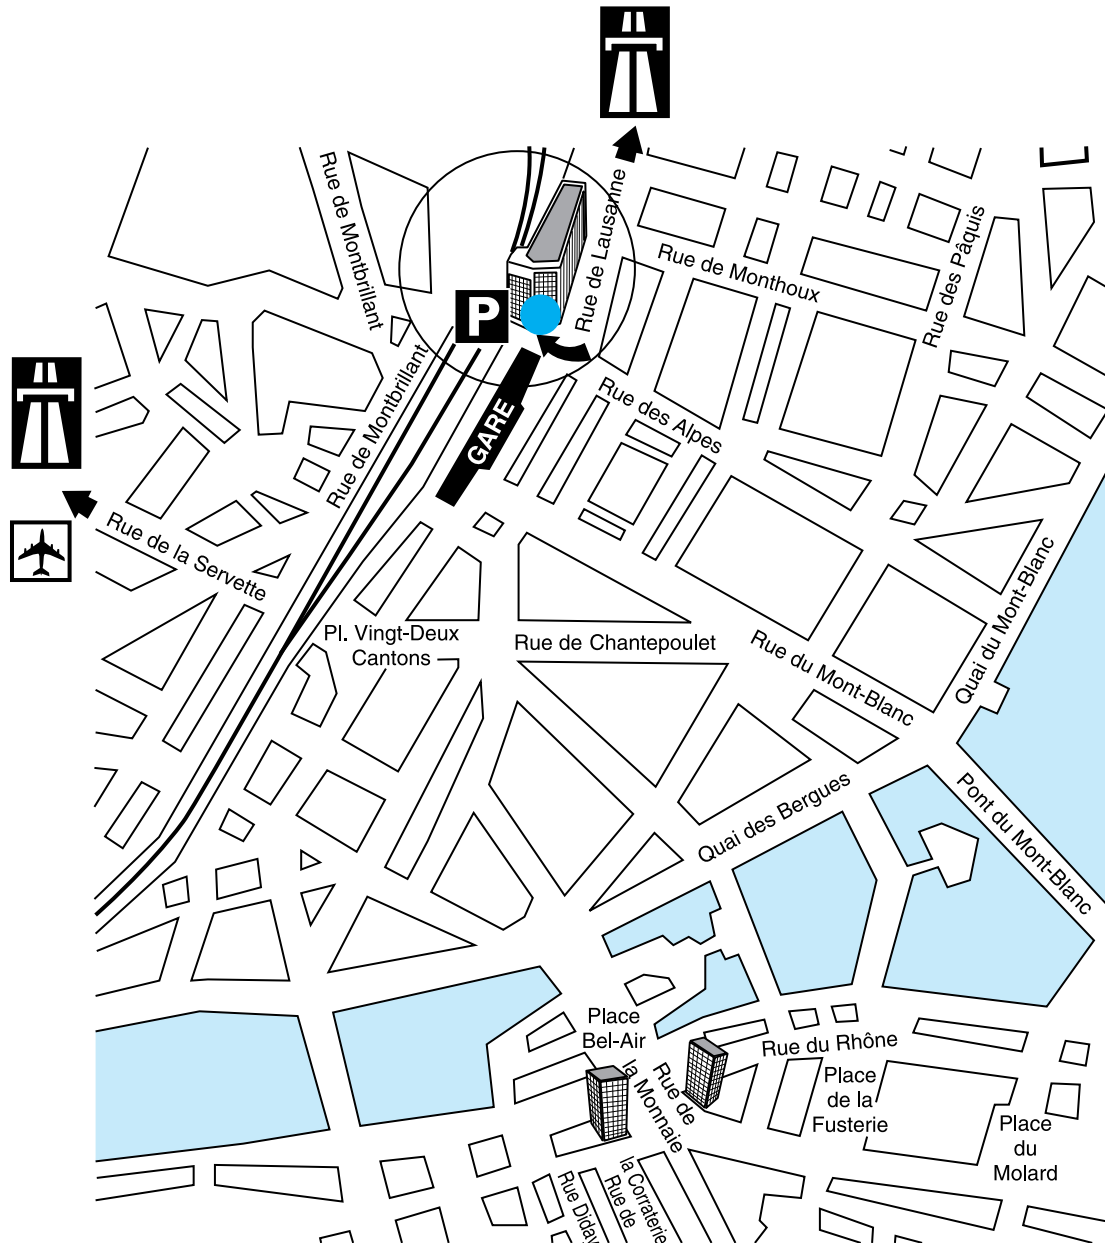 Rue de Montbrillant
Rue de Lausanne
Rue de Monthoux
Rue des Pâquis
P
Rue de Montbrillant
GARE
Rue des Alpes
Rue de la Servette
Quai du Mont-Blanc
Pl. Vingt-Deux
Cantons
Rue de Chantepoulet
Rue du Mont-Blanc
Quai des Bergues
Pont du Mont-Blanc
Place
Bel-Air
Rue du Rhône
Rue de
la Monnaie
Place
de la
Fusterie
Place
du
Molard
Rue Diday
Rue de
la Corraterie